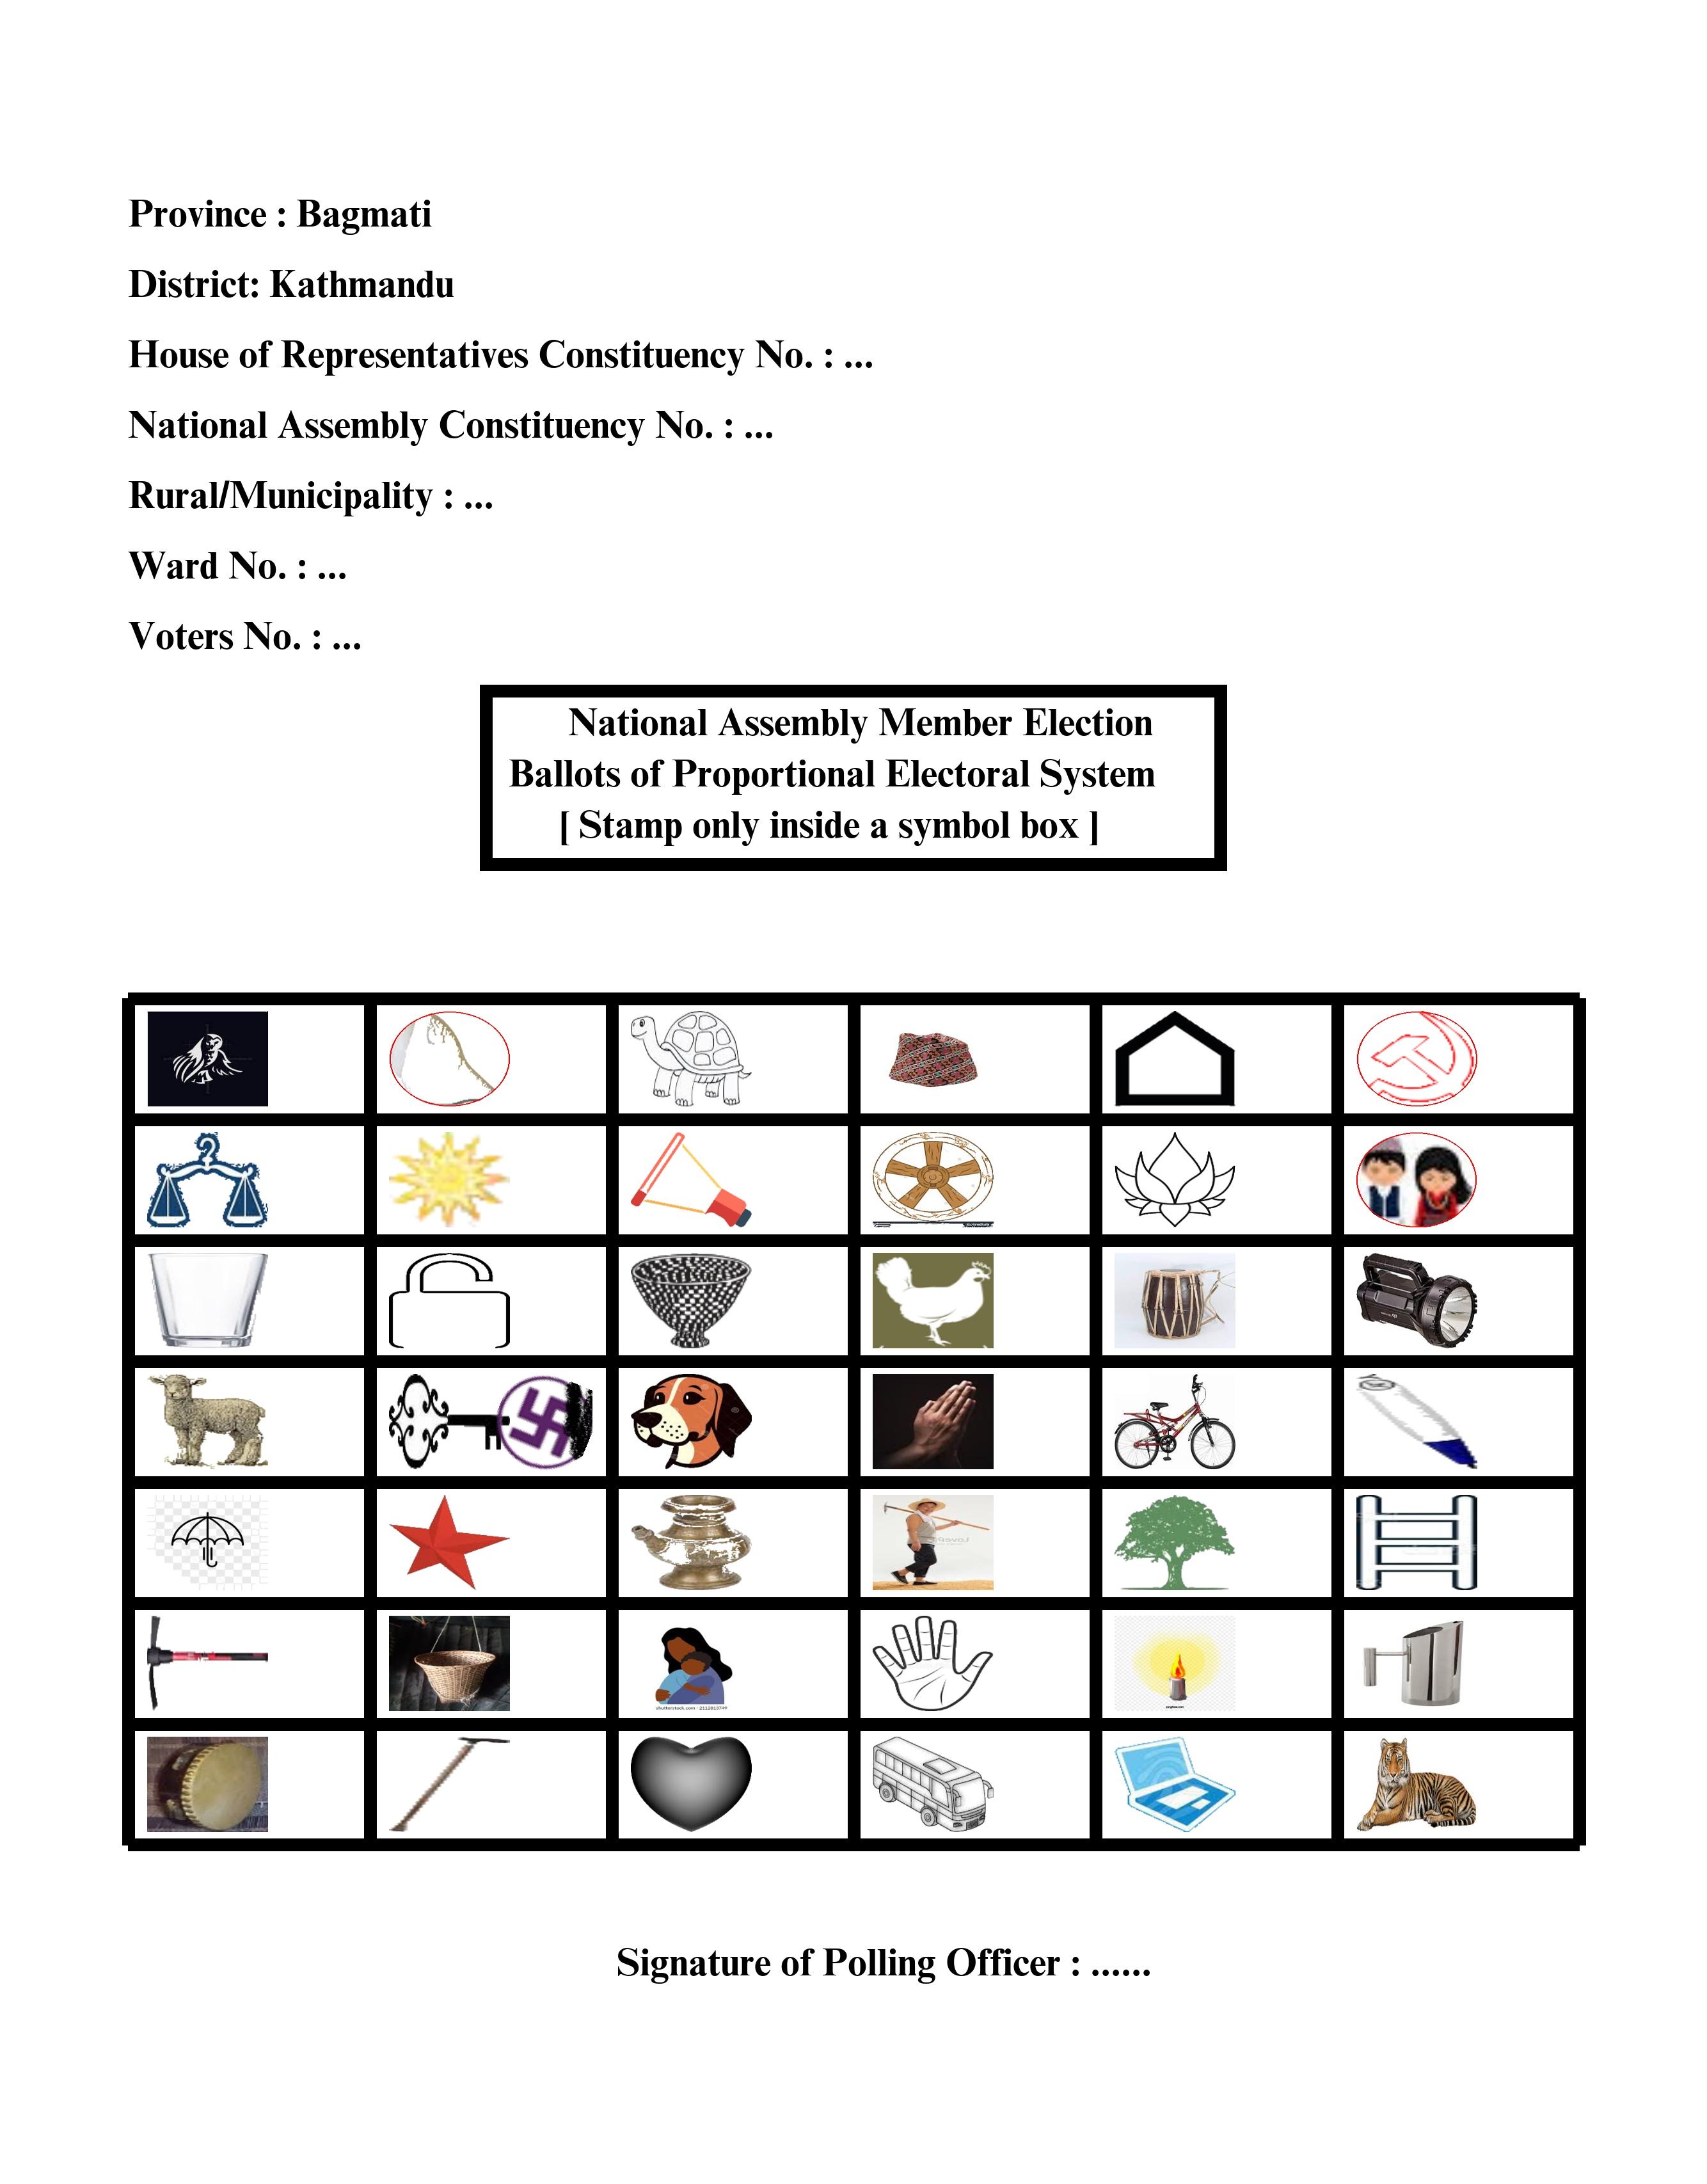 Province : Bagmati
District: Kathmandu
House of Representatives Constituency No. : ...
National Assembly Constituency No. : ...
Rural/Municipality : ...
Ward No. : ...
Voters No. : ...
National Assembly Member Election
Ballots of Proportional Electoral System
[ Stamp only inside a symbol box ]
Signature of Polling Officer : ......